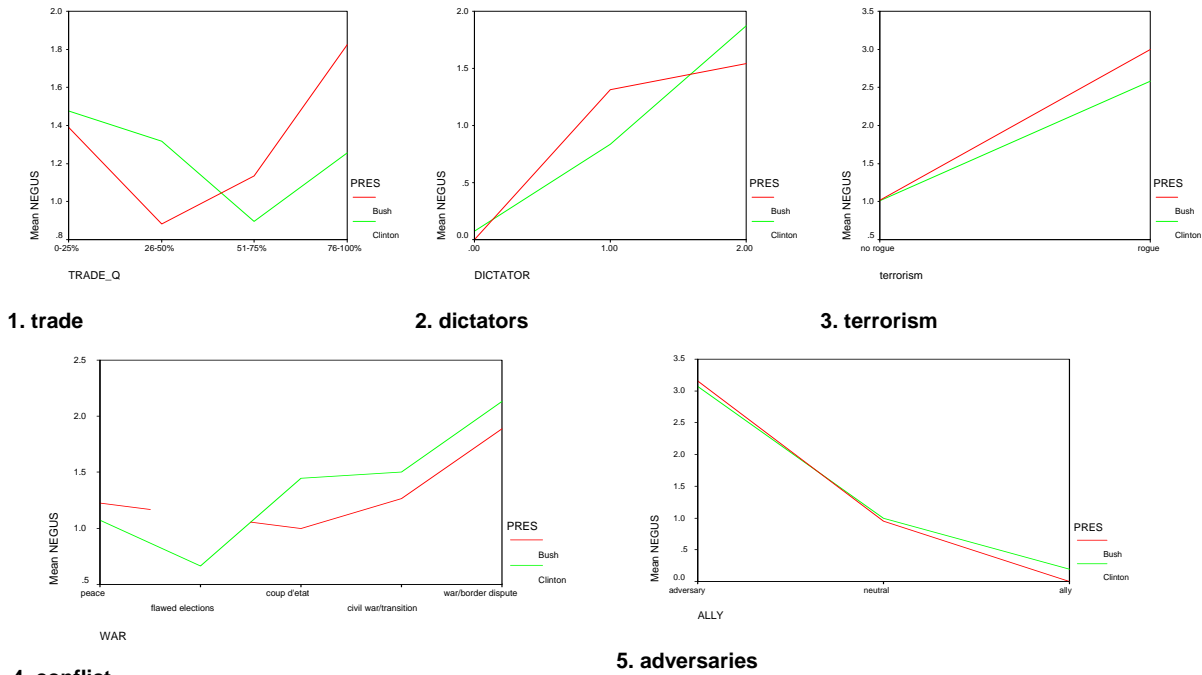 2.0
1.8
1.6
1.4
1.2
1.0
.8
Mean NEGUS
0-25%
26-50%
51-75%
76-100%
TRADE_Q
PRES
Bush
Clinton
1. trade
2.0
1.5
1.0
.5
0.0
Mean NEGUS
.00
1.00
2.00
DICTATOR
PRES
Bush
Clinton
2. dictators
3.5
3.0
2.5
2.0
1.5
1.0
.5
Mean NEGUS
no rogue
rogue
terrorism
PRES
Bush
Clinton
3. terrorism
2.5
2.0
1.5
1.0
.5
Mean NEGUS
peace
flawed elections
coup d'etat
civil war/transition
war/border dispute
WAR
PRES
Bush
Clinton
4. conflict
3.5
3.0
2.5
2.0
1.5
1.0
.5
0.0
Mean NEGUS
adversary
neutral
ally
ALLY
PRES
Bush
Clinton
5. adversaries